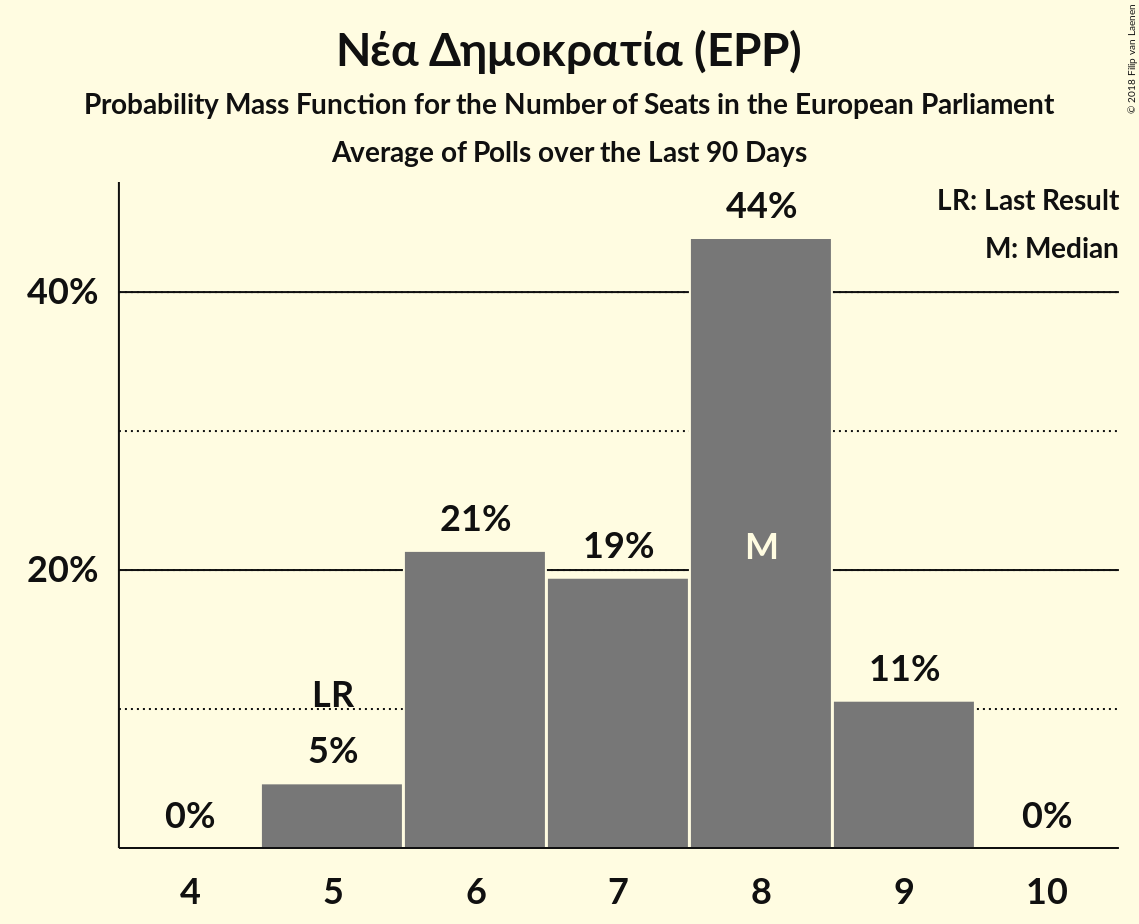 Νέα Δημοκρατία (EPP)
Probability Mass Function for the Number of Seats in the European Parliament
Average of Polls over the Last 90 Days
© 2018 Filip van Laenen
LR: Last Result
M: Median
44%
40%
21%
19%
M
20%
11%
LR
5%
0%
0%
4 5 6 7 8 9 10